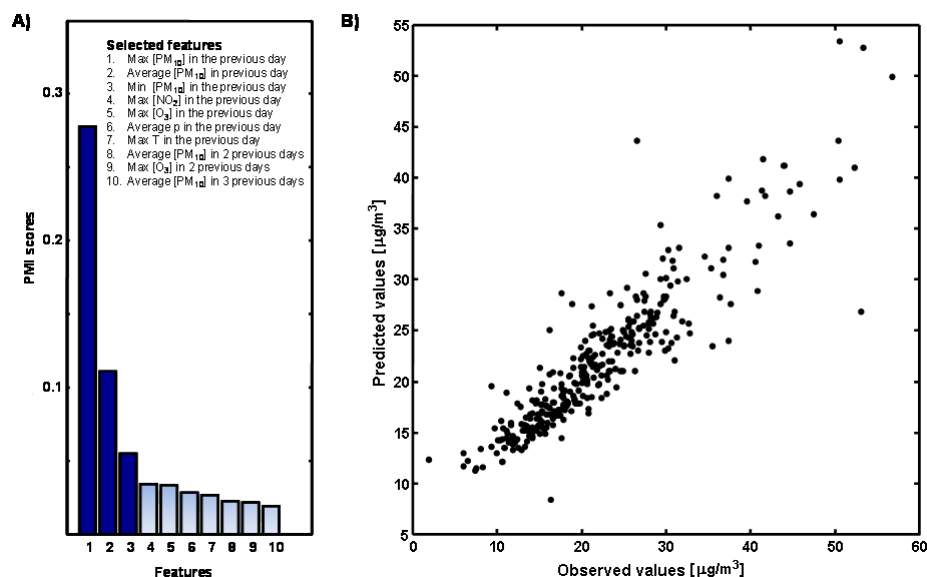 A)
Selected features
1. Max [PM10] in the previous day
2. Average [PM10] in previous day
3. Min [PM10] in the previous day
4. Max [NO2] in the previous day
5. Max [O3] in the previous day
6. Average p in the previous day
7. Max T in the previous day
8. Average [PM10] in 2 previous days
9. Max [O3] in 2 previous days
10. Average [PM10] in 3 previous days
0.3
0.2
0.1
PMI scores
1 2 3 4 5 6 7 8 9 10
Features
B)
55
50
45
40
35
30
25
20
15
10
5
Predicted values [µg/m³]
0 10 20 30 40 50 60
Observed values [µg/m³]